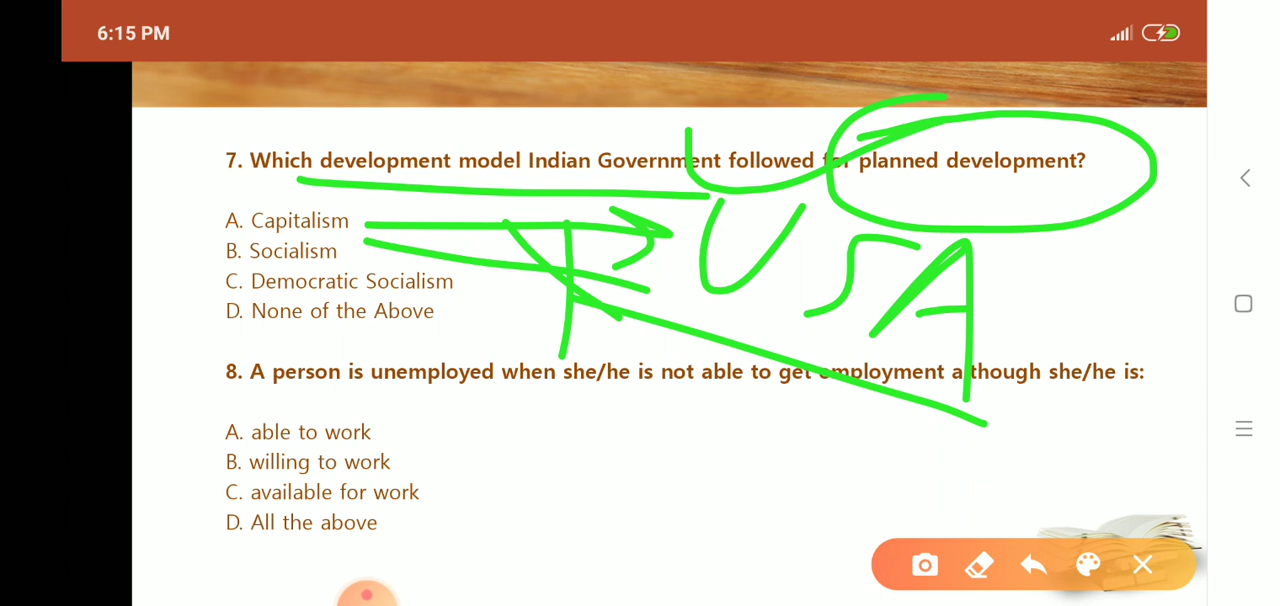 6:15 PM
7. Which development model Indian Government followed for planned development?
A. Capitalism
B. Socialism
C. Democratic Socialism
D. None of the Above
USA
8. A person is unemployed when she/he is not able to get employment although she/he is:
A. able to work
B. willing to work
C. available for work
D. All the above